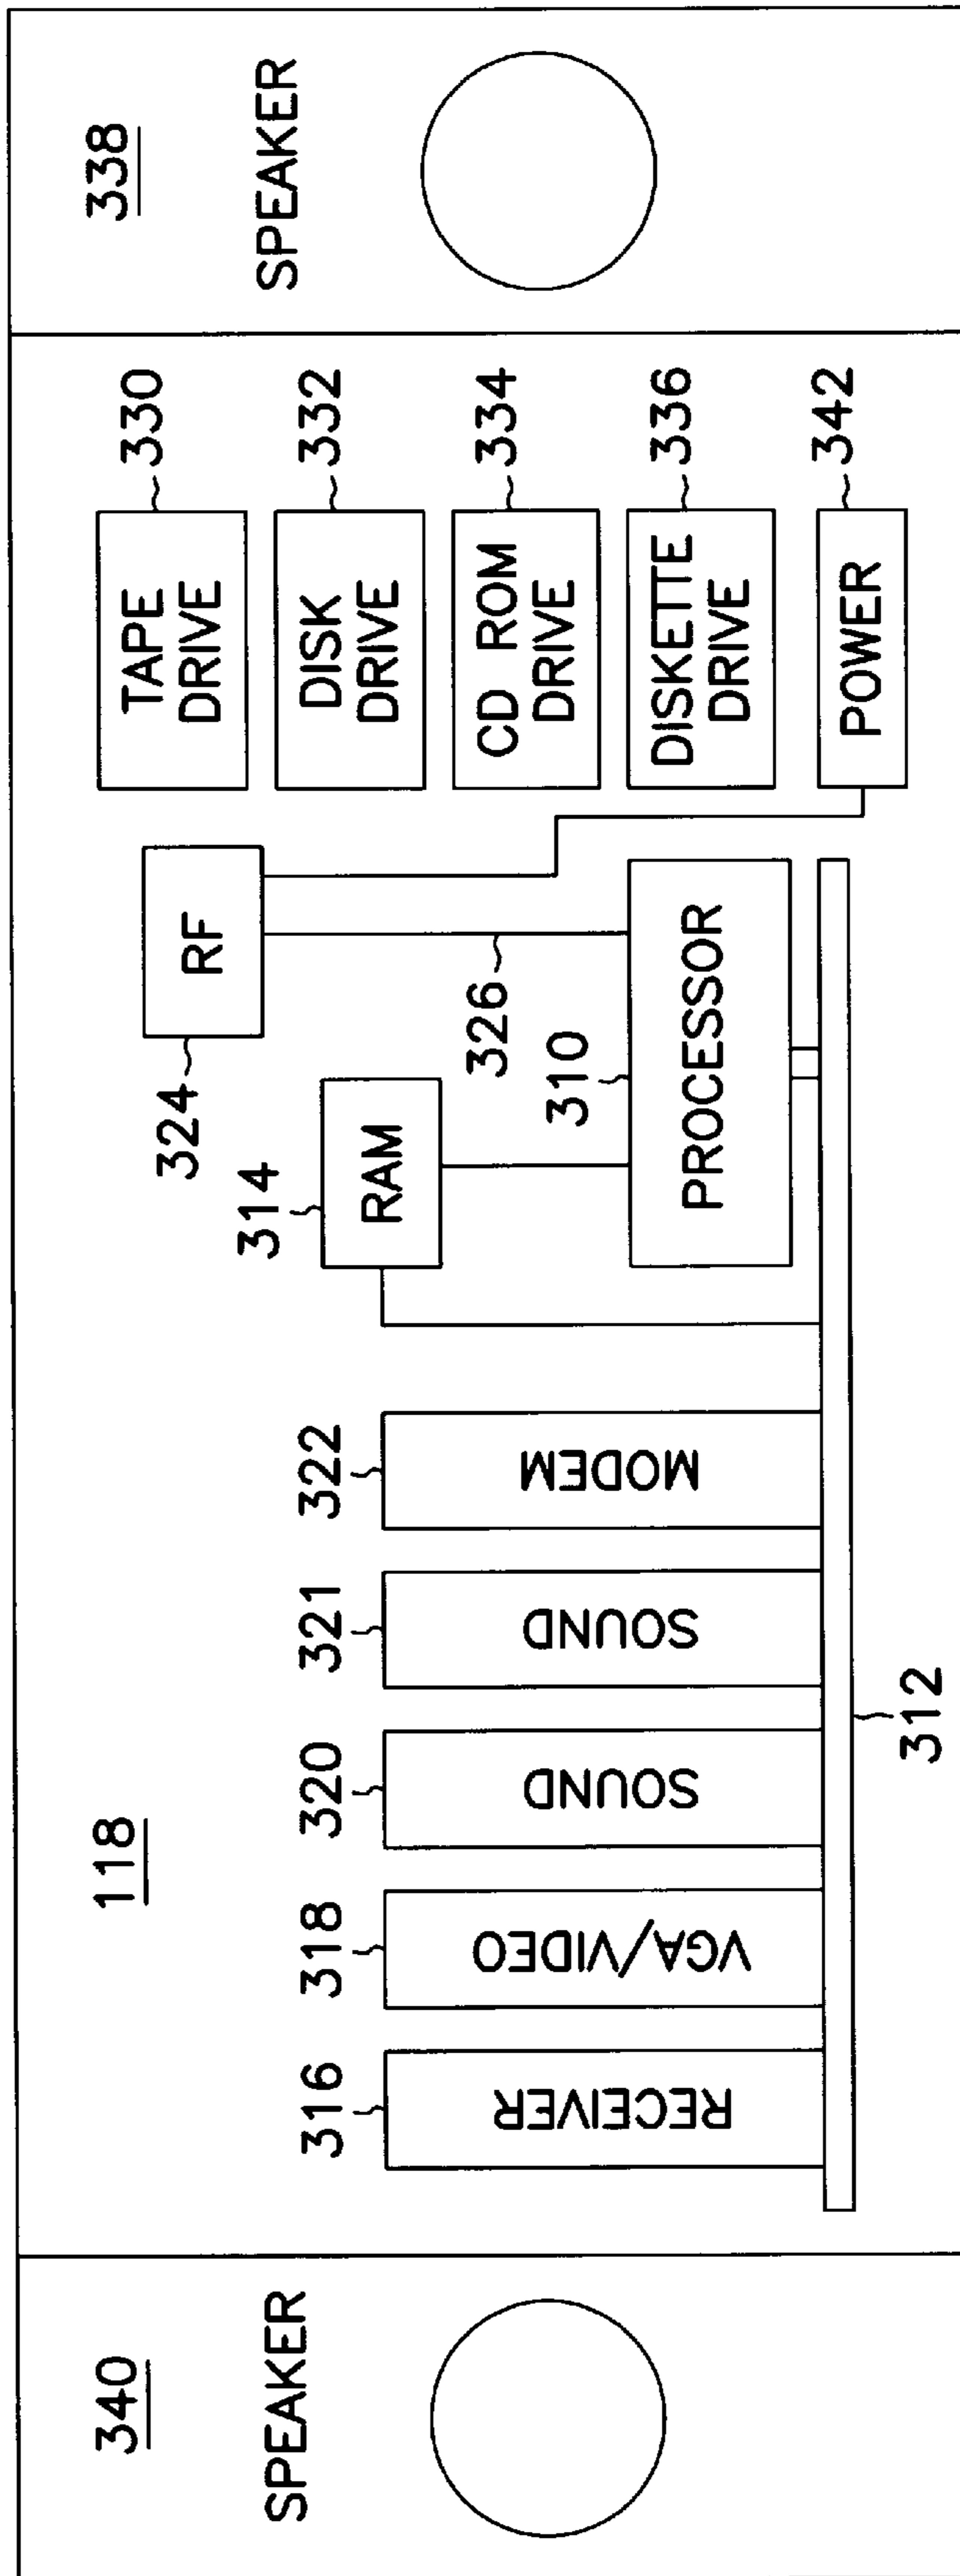 340
SPEAKER
118
316
RECEIVER
318
VGA/VIDEO
320
SOUND
321
SOUND
322
MODEM
312
314
RAM
324
RF
326
310
PROCESSOR
TAPE
DRIVE
330
DISK
DRIVE
332
CD ROM
DRIVE
334
DISKETTE
DRIVE
336
POWER
342
338
SPEAKER